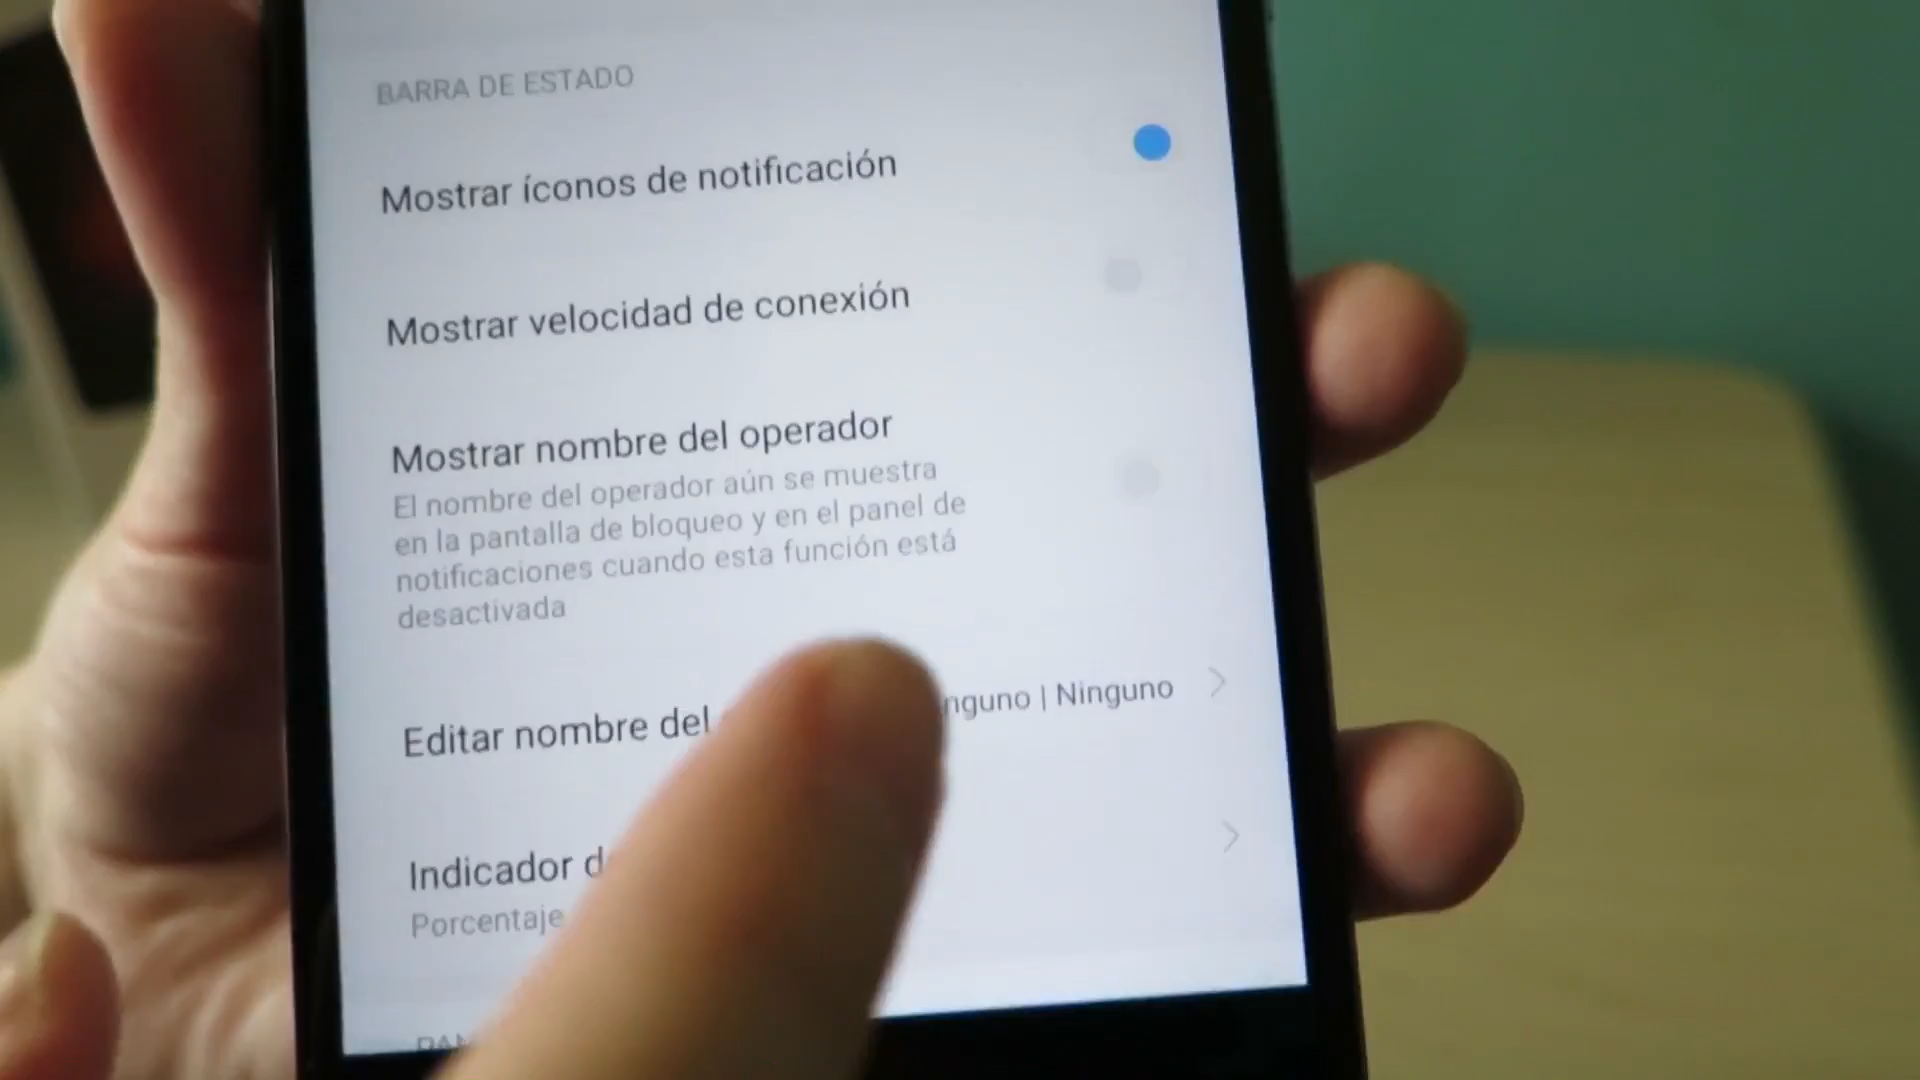 BARRA DE ESTADO
Mostrar íconos de notificación
Mostrar velocidad de conexión
Mostrar nombre del operador
El nombre del operador aún se muestra
en la pantalla de bloqueo y en el panel de
notificaciones cuando esta función está
desactivada
Editar nombre del nguno | Ninguno
Indicador
Porcentaje